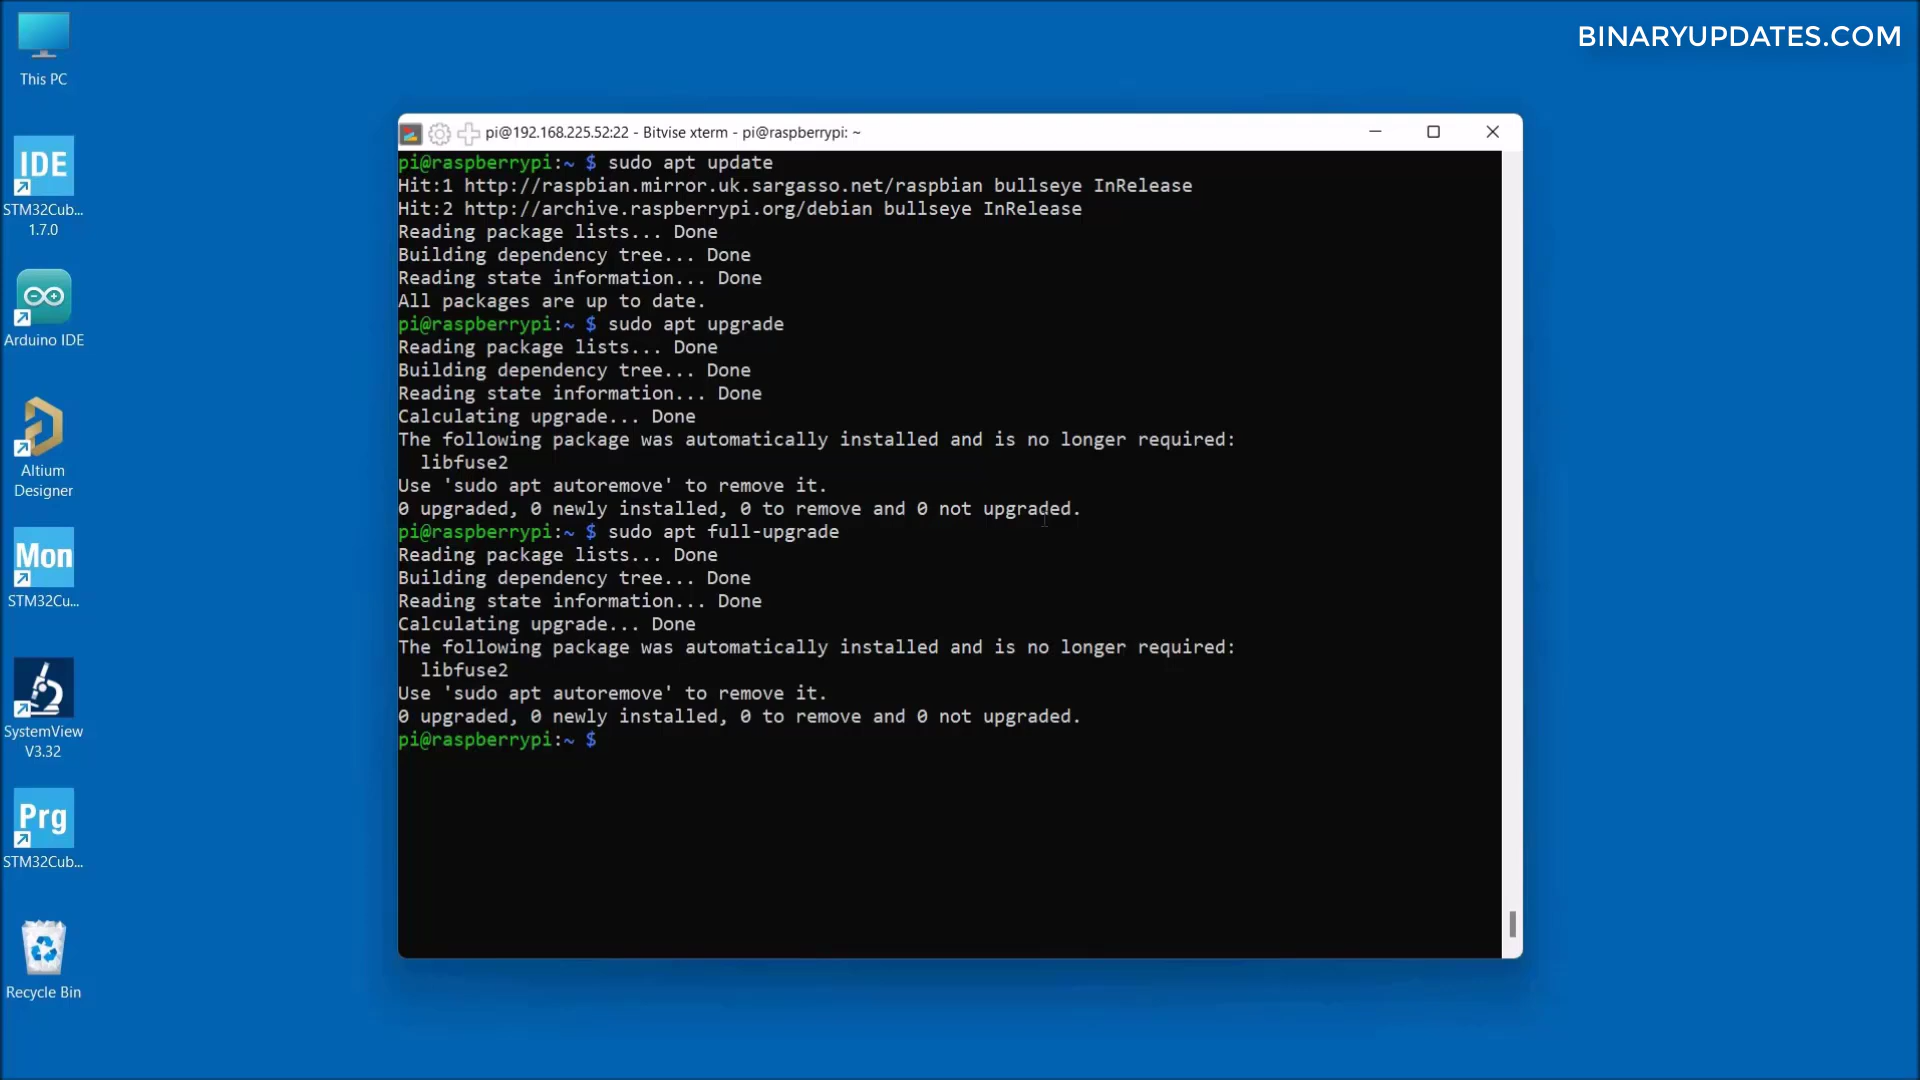 BINARYUPDATES.COM
This PC
IDE
STM32Cub...
1.7.0
Arduino IDE
Altium
Designer
Mon
STM32Cu...
SystemView
V3.32
Prg
STM32Cub...
Recycle Bin
pi@192.168.225.52:22 - Bitvise xterm - pi@raspberrypi: ~
pi@raspberrypi:~ $ sudo apt update
Hit:1 http://raspbian.mirror.uk.sargasso.net/raspbian bullseye InRelease
Hit:2 http://archive.raspberrypi.org/debian bullseye InRelease
Reading package lists... Done
Building dependency tree... Done
Reading state information... Done
All packages are up to date.
pi@raspberrypi:~ $ sudo apt upgrade
Reading package lists... Done
Building dependency tree... Done
Reading state information... Done
Calculating upgrade... Done
The following package was automatically installed and is no longer required:
  libfuse2
Use 'sudo apt autoremove' to remove it.
0 upgraded, 0 newly installed, 0 to remove and 0 not upgraded.
pi@raspberrypi:~ $ sudo apt full-upgrade
Reading package lists... Done
Building dependency tree... Done
Reading state information... Done
Calculating upgrade... Done
The following package was automatically installed and is no longer required:
  libfuse2
Use 'sudo apt autoremove' to remove it.
0 upgraded, 0 newly installed, 0 to remove and 0 not upgraded.
pi@raspberrypi:~ $